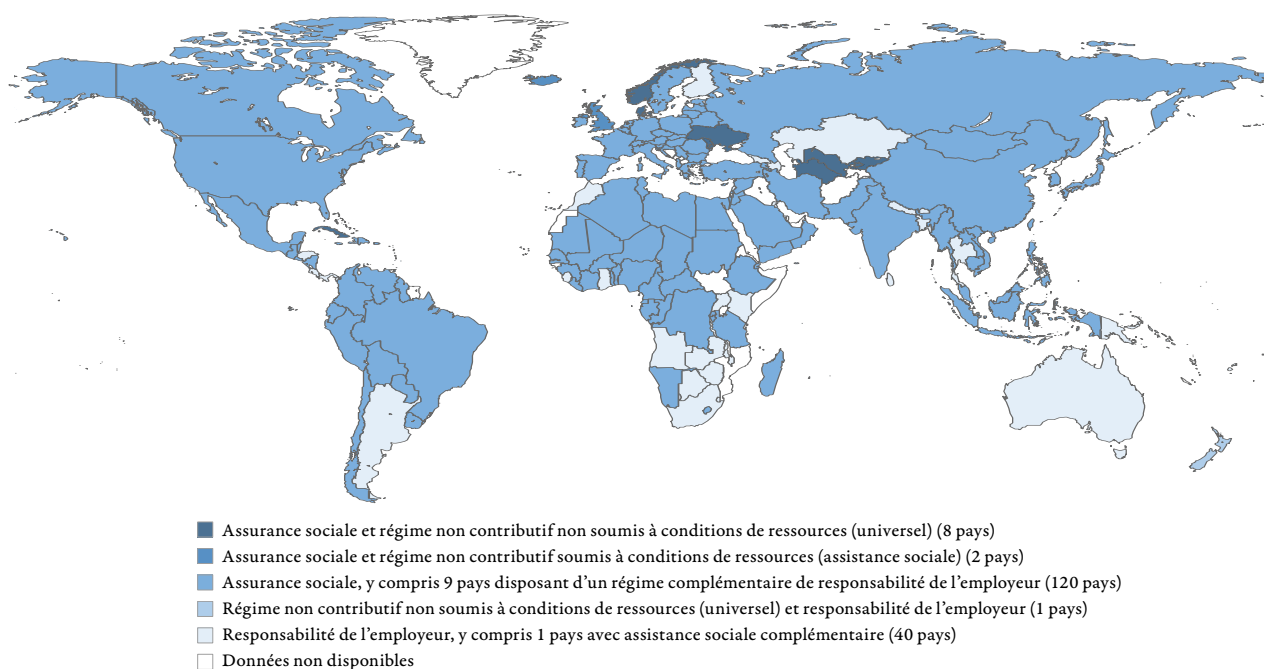 Assurance sociale et régime non contributif non soumis à conditions de ressources (universel) (8 pays)
Assurance sociale et régime non contributif soumis à conditions de ressources (assistance sociale) (2 pays)
Assurance sociale, y compris 9 pays disposant d’un régime complémentaire de responsabilité de l’employeur (120 pays)
Régime non contributif non soumis à conditions de ressources (universel) et responsabilité de l’employeur (1 pays)
Responsabilité de l’employeur, y compris 1 pays avec assistance sociale complémentaire (40 pays)
Données non disponibles